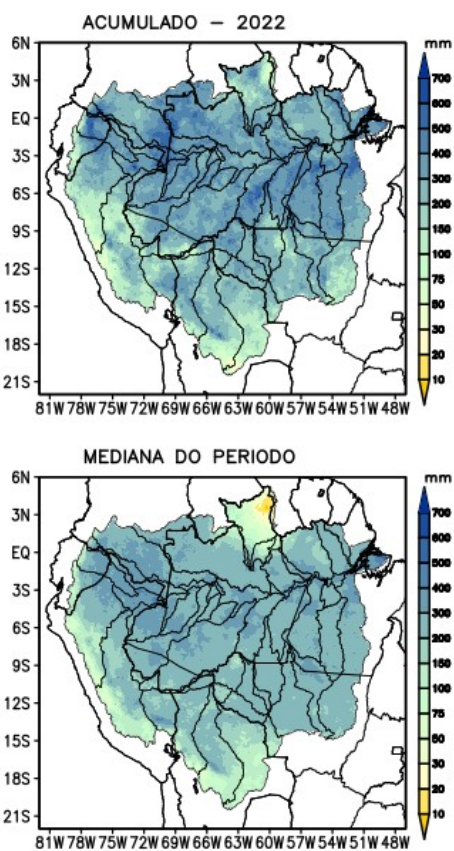 ACUMULADO – 2022
mm
6N
3N
EQ
3S
6S
9S
12S
15S
18S
21S
700
600
400
300
200
150
100
75
50
30
20
10
81W 78W 75W 72W 69W 66W 63W 60W 57W 54W 51W 48W
MEDIANA DO PERIODO
mm
6N
3N
EQ
3S
6S
9S
12S
15S
18S
21S
700
600
400
300
200
150
100
75
50
30
20
10
81W 78W 75W 72W 69W 66W 63W 60W 57W 54W 51W 48W